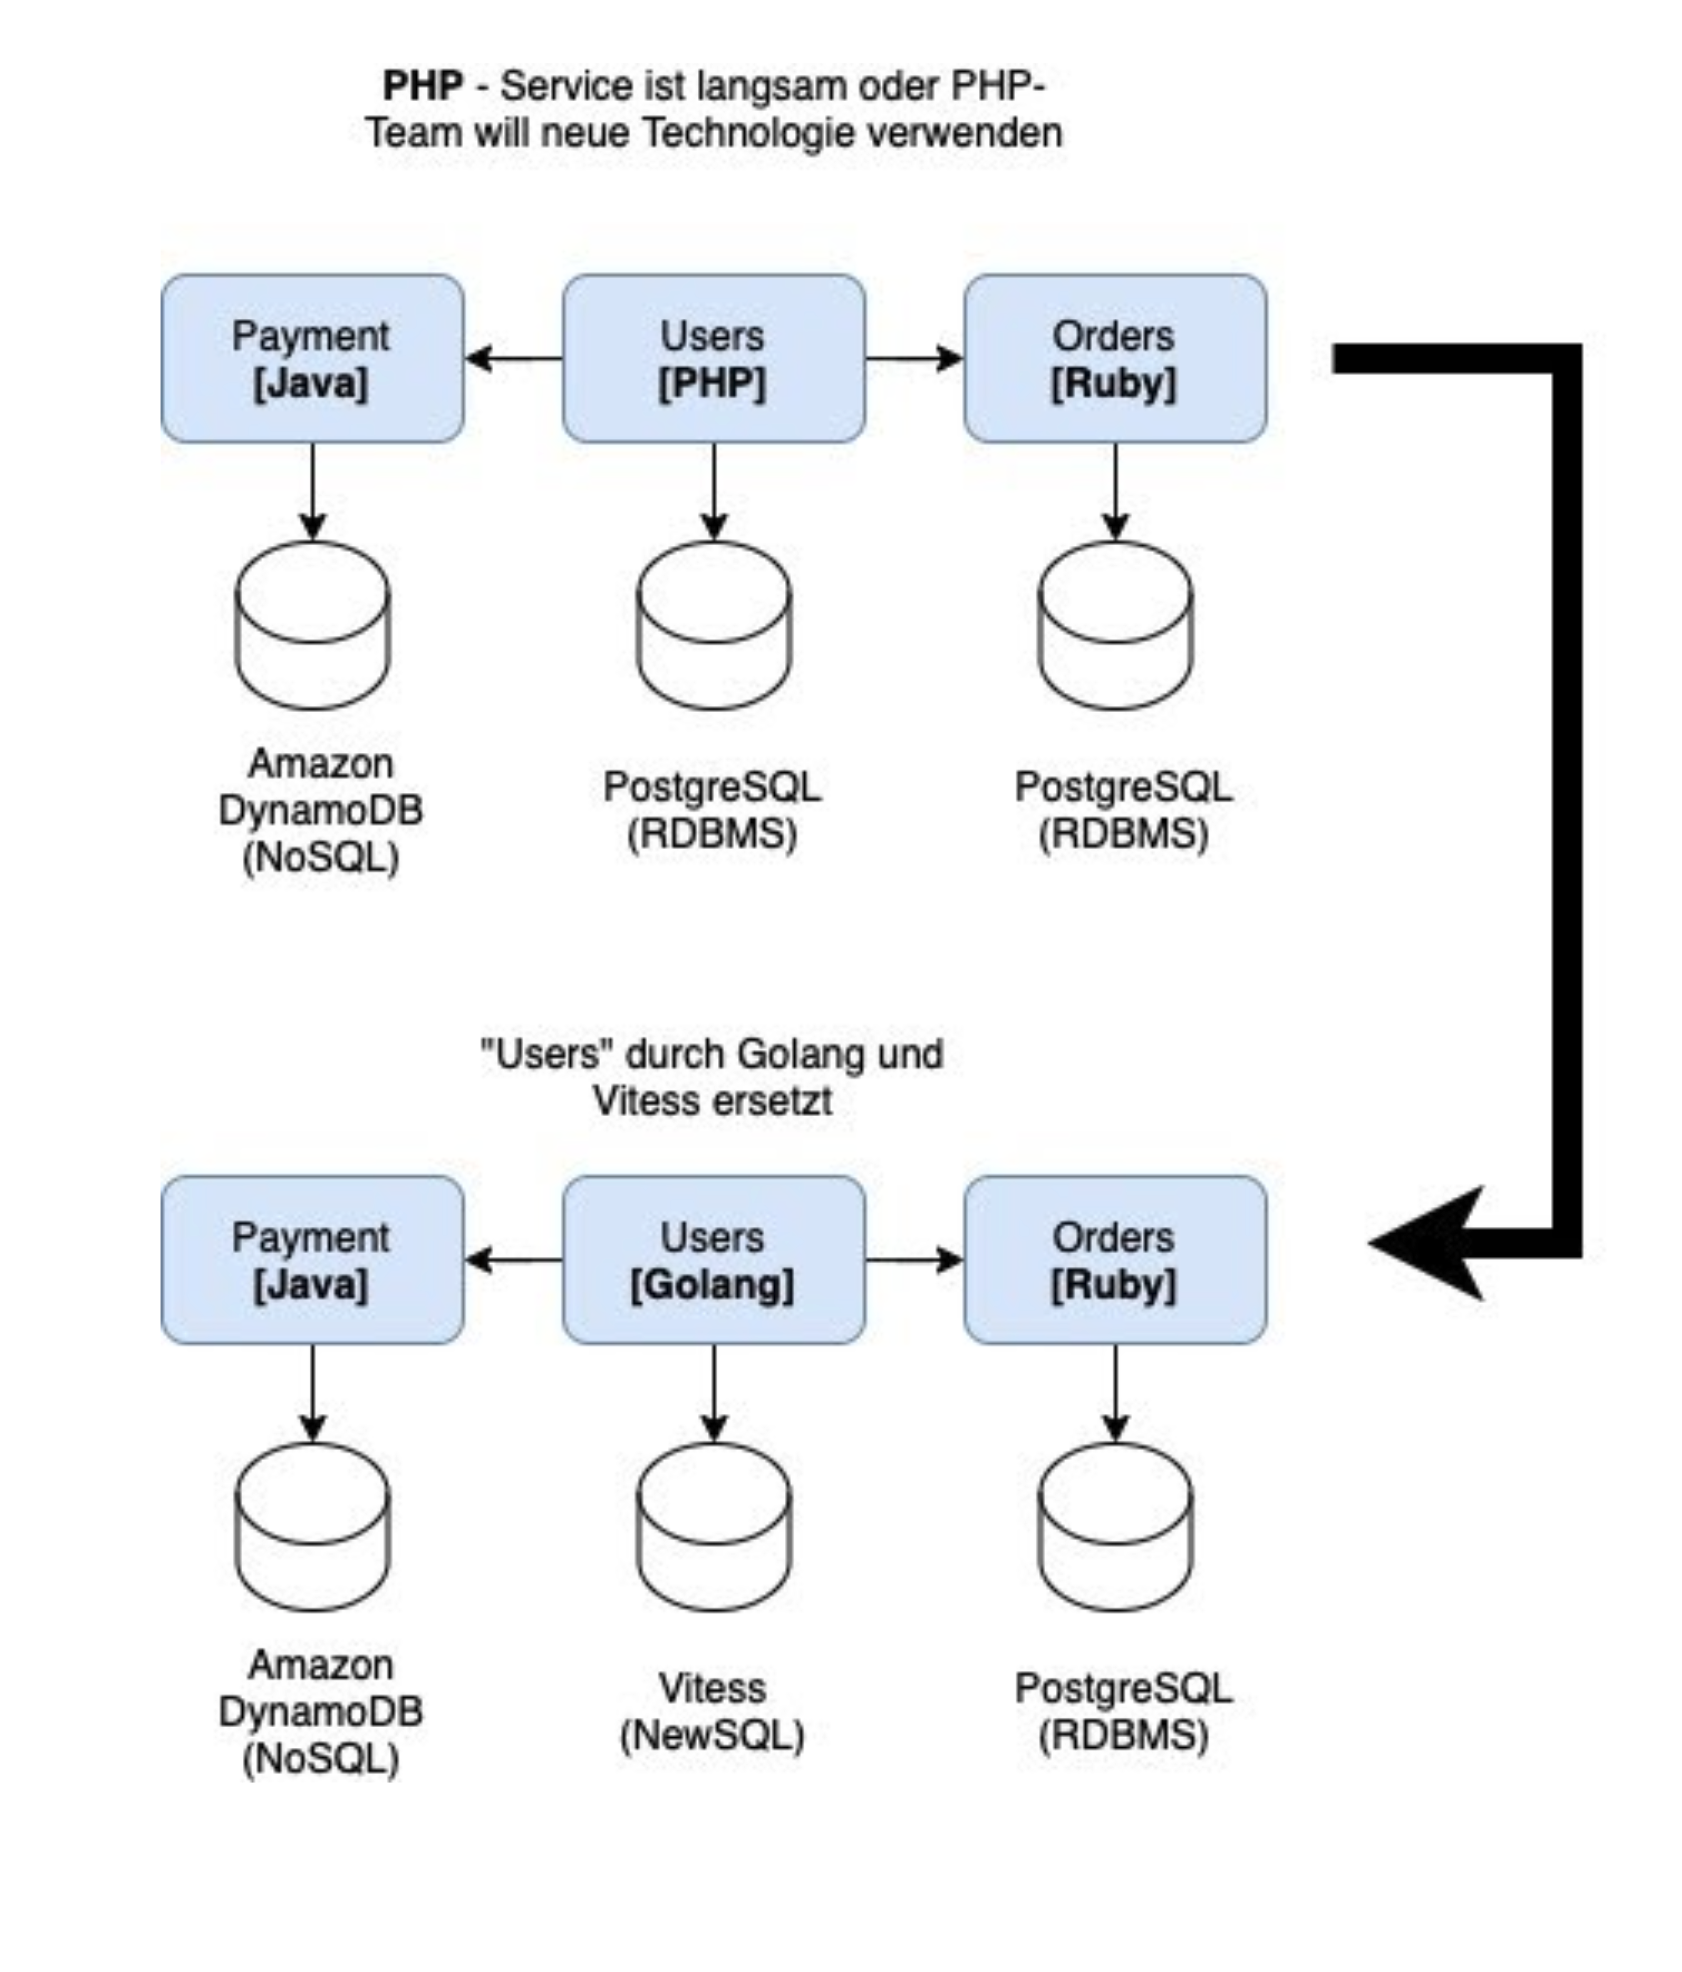 PHP - Service ist langsam oder PHP-
Team will neue Technologie verwenden
Payment
[Java]
Users
[PHP]
Orders
[Ruby]
Amazon
DynamoDB
(NoSQL)
PostgreSQL
(RDBMS)
PostgreSQL
(RDBMS)
"Users" durch Golang und
Vitess ersetzt
Payment
[Java]
Users
[Golang]
Orders
[Ruby]
Amazon
DynamoDB
(NoSQL)
Vitess
(NewSQL)
PostgreSQL
(RDBMS)